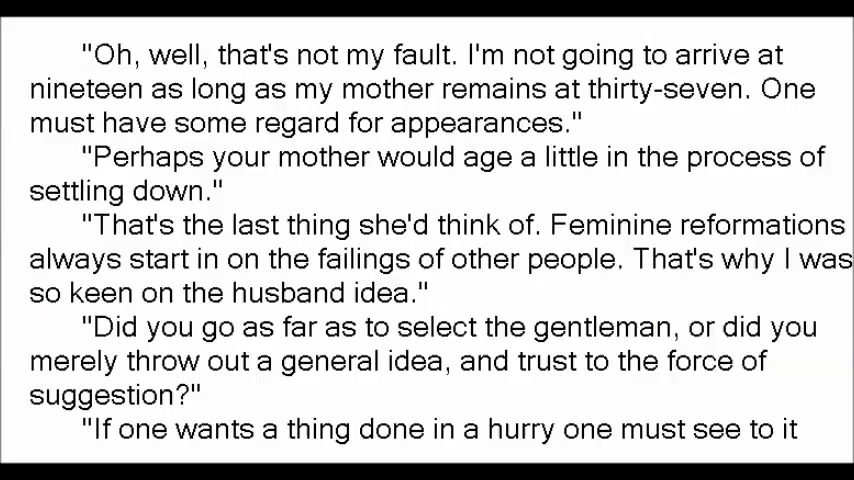 "Oh, well, that's not my fault. I'm not going to arrive at
nineteen as long as my mother remains at thirty-seven. One
must have some regard for appearances."
"Perhaps your mother would age a little in the process of
settling down."
"That's the last thing she'd think of. Feminine reformations
always start in on the failings of other people. That's why I was
so keen on the husband idea."
"Did you go as far as to select the gentleman, or did you
merely throw out a general idea, and trust to the force of
suggestion?"
"If one wants a thing done in a hurry one must see to it